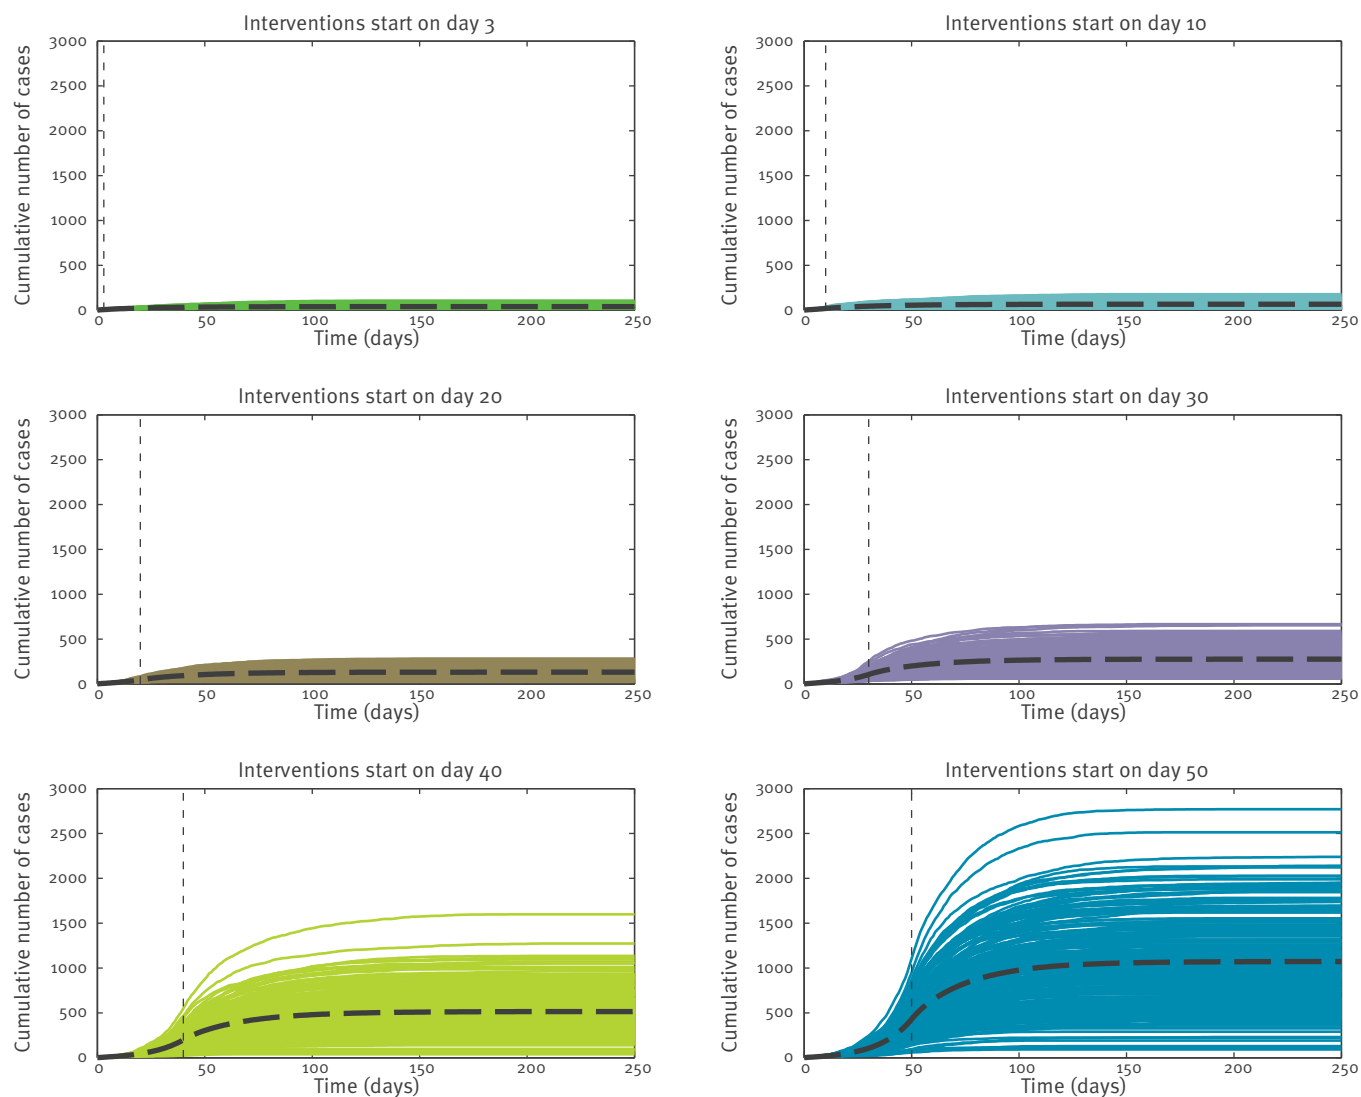 Interventions start on day 3
Cumulative number of cases
3000
2500
2000
1500
1000
500
0
0 50 100 150 200 250
Time (days)
Interventions start on day 10
Cumulative number of cases
3000
2500
2000
1500
1000
500
0
0 50 100 150 200 250
Time (days)
Interventions start on day 20
Cumulative number of cases
3000
2500
2000
1500
1000
500
0
0 50 100 150 200 250
Time (days)
Interventions start on day 30
Cumulative number of cases
3000
2500
2000
1500
1000
500
0
0 50 100 150 200 250
Time (days)
Interventions start on day 40
Cumulative number of cases
3000
2500
2000
1500
1000
500
0
0 50 100 150 200 250
Time (days)
Interventions start on day 50
Cumulative number of cases
3000
2500
2000
1500
1000
500
0
0 50 100 150 200 250
Time (days)